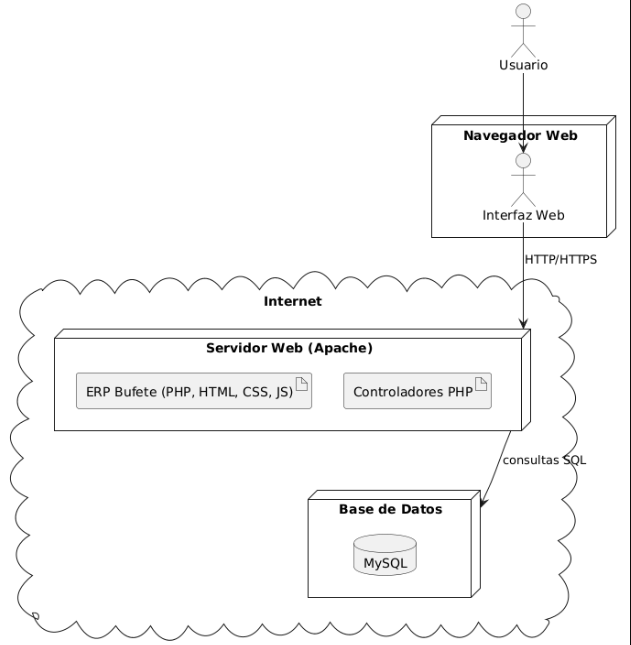 Usuario
Navegador Web
Interfaz Web
HTTP/HTTPS
Internet
Servidor Web (Apache)
ERP Bufete (PHP, HTML, CSS, JS)
Controladores PHP
consultas SQL
Base de Datos
MySQL